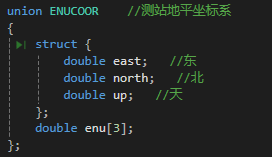 union ENUCOOR    //测站地平坐标系
{
    struct {
        double east;   //东
        double north;   //北
        double up;   //天
    };
    double enu[3];
};